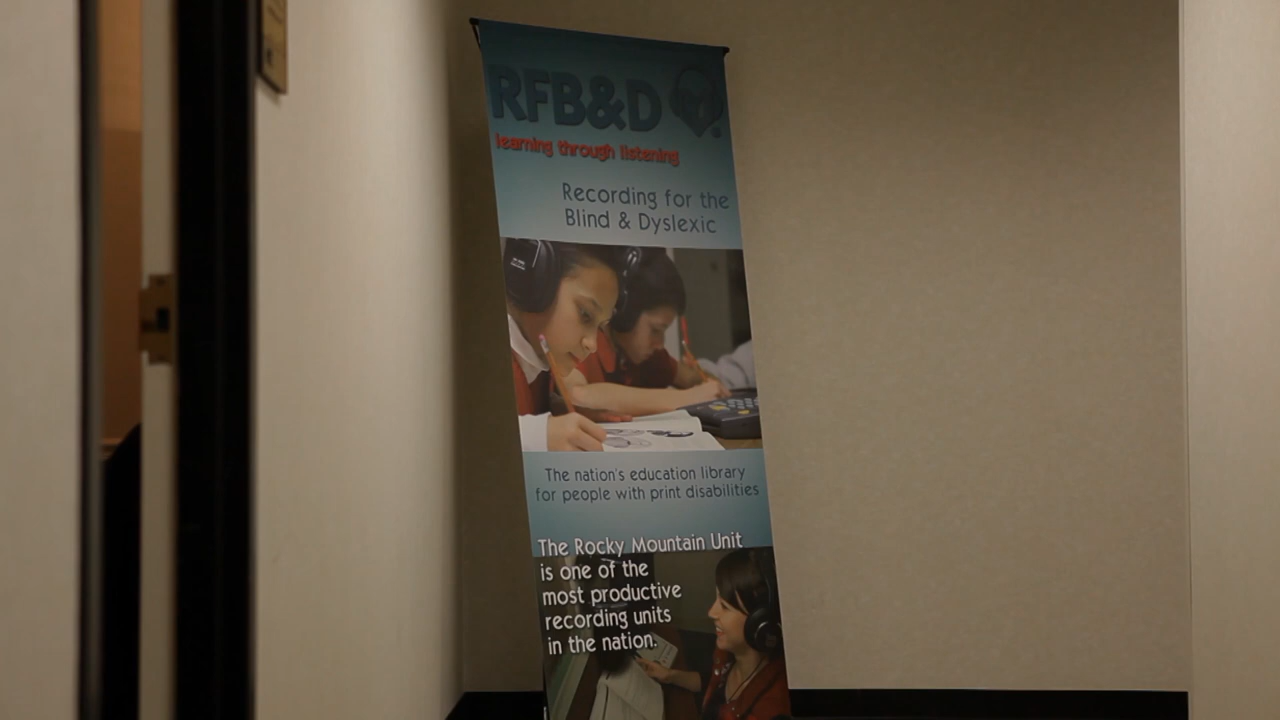 RFB&D
learning through listening
Recording for the
Blind & Dyslexic
The nation's education library
for people with print disabilities
The Rocky Mountain Unit
is one of the
most productive
recording units
in the nation.